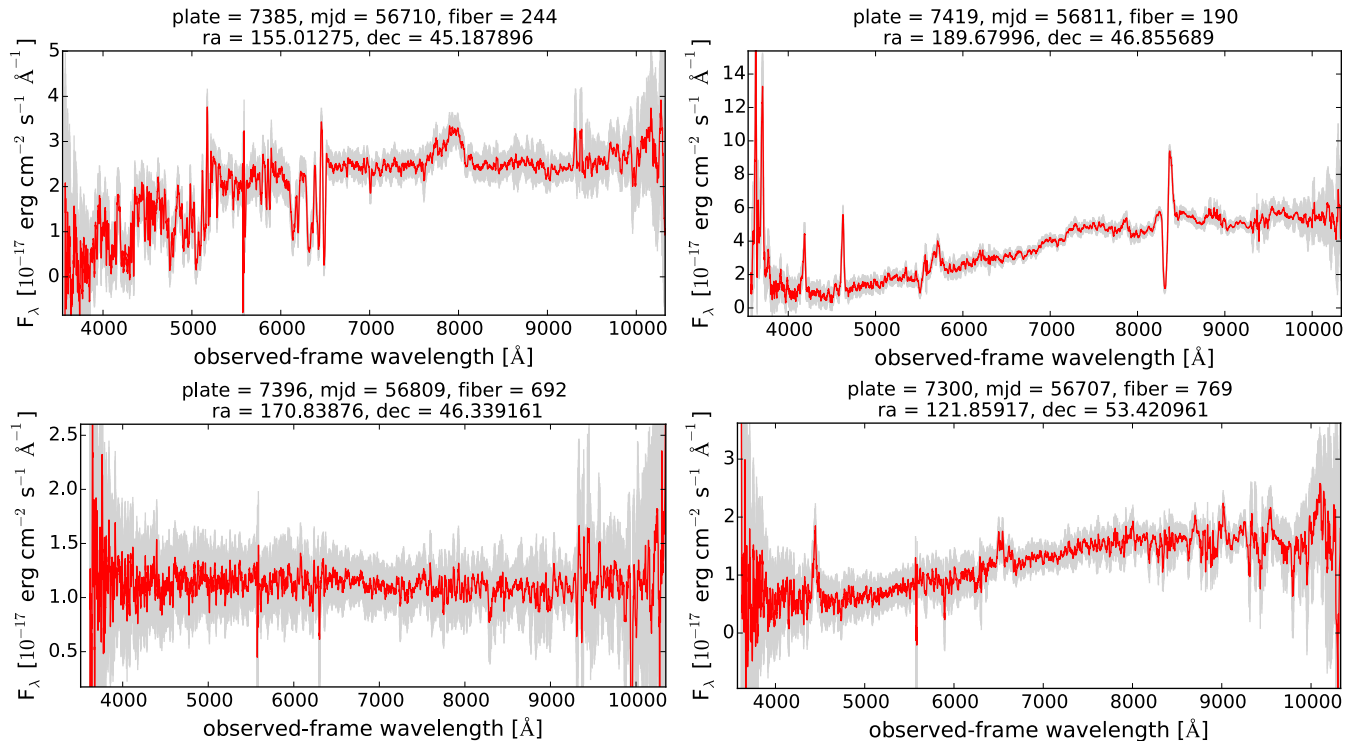 plate = 7385, mjd = 56710, fiber = 244
ra = 155.01275, dec = 45.187896
F_λ [10^{-17} erg cm^{-2} s^{-1} Å^{-1}]
5
4
3
2
1
0
4000 5000 6000 7000 8000 9000 10000
observed-frame wavelength [Å]
plate = 7419, mjd = 56811, fiber = 190
ra = 189.67996, dec = 46.855689
F_λ [10^{-17} erg cm^{-2} s^{-1} Å^{-1}]
14
12
10
8
6
4
2
0
4000 5000 6000 7000 8000 9000 10000
observed-frame wavelength [Å]
plate = 7396, mjd = 56809, fiber = 692
ra = 170.83876, dec = 46.339161
F_λ [10^{-17} erg cm^{-2} s^{-1} Å^{-1}]
2.5
2.0
1.5
1.0
0.5
4000 5000 6000 7000 8000 9000 10000
observed-frame wavelength [Å]
plate = 7300, mjd = 56707, fiber = 769
ra = 121.85917, dec = 53.420961
F_λ [10^{-17} erg cm^{-2} s^{-1} Å^{-1}]
3
2
1
0
4000 5000 6000 7000 8000 9000 10000
observed-frame wavelength [Å]